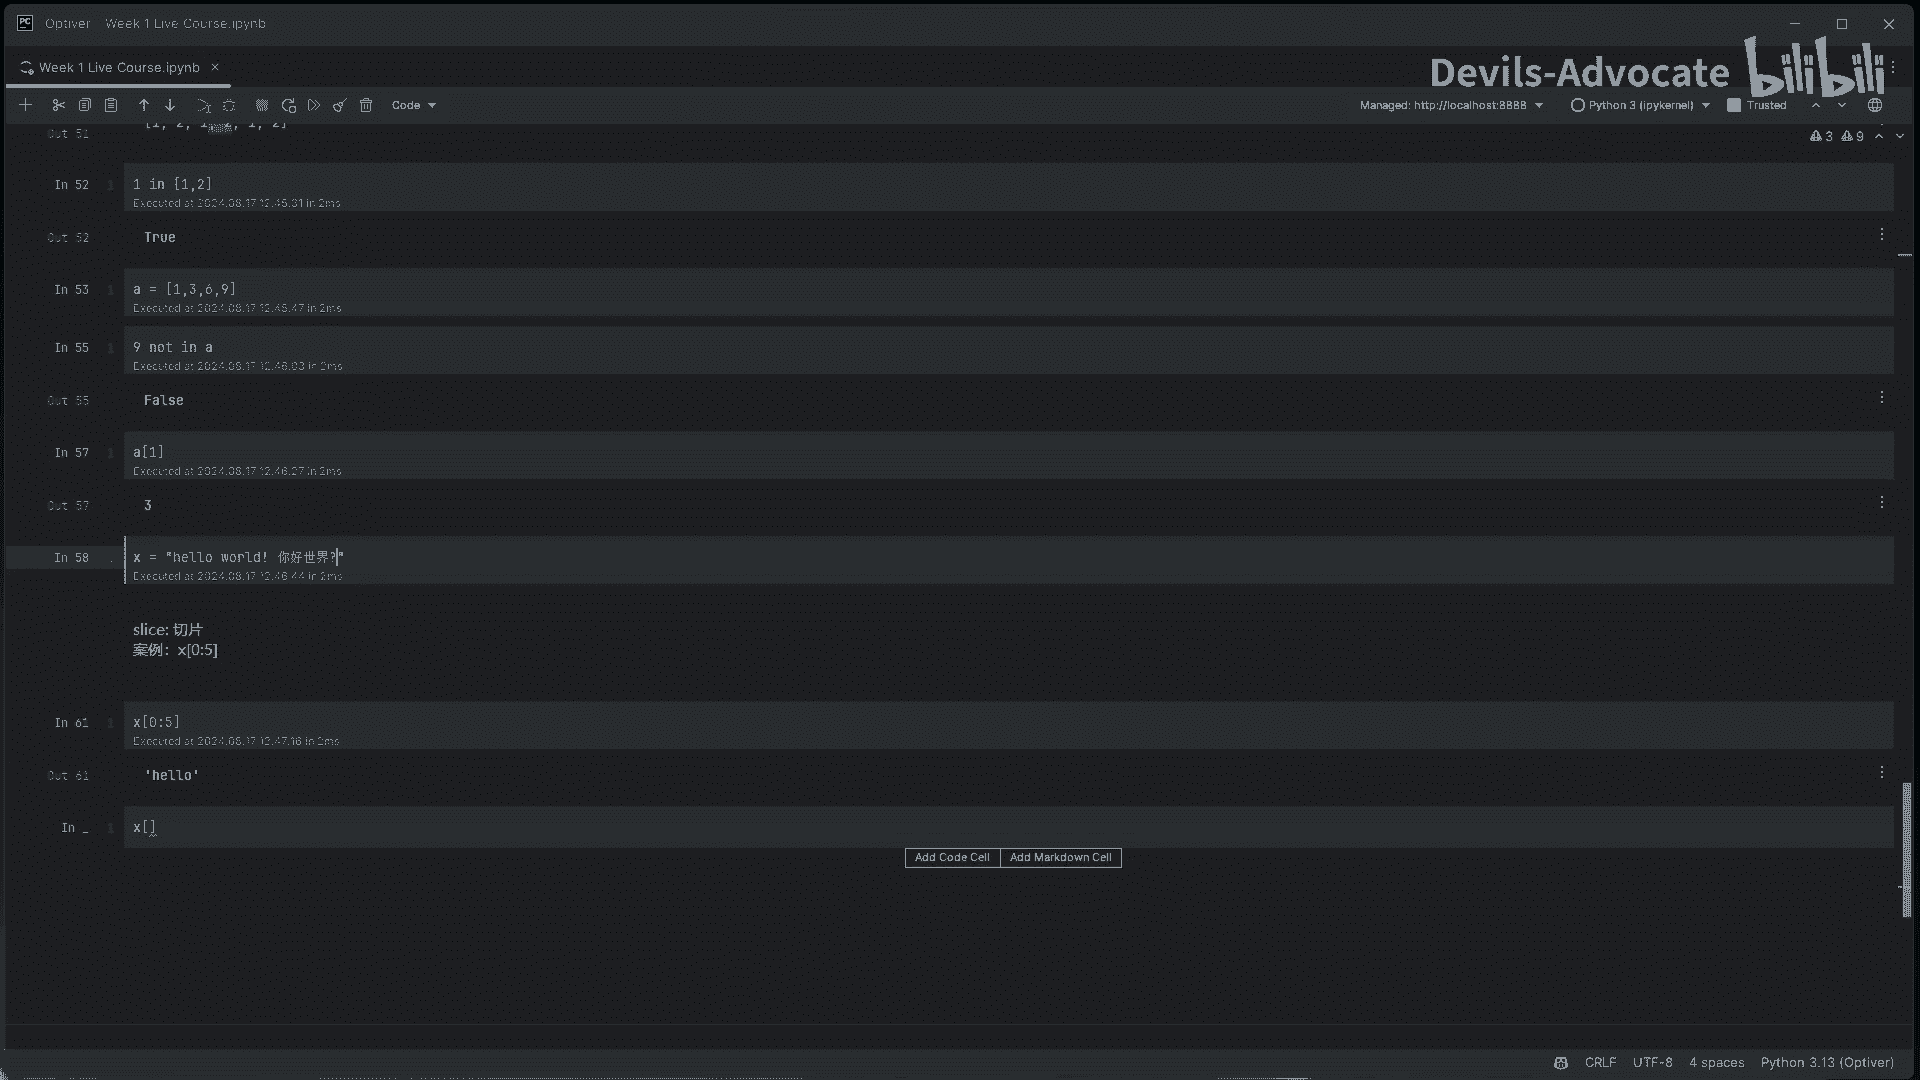 PC Optiver Week 1 Live Course.ipynb
Week 1 Live Course.ipynb
Devils-Advocate bilibili
Code
Managed: http://localhost:8888 Python 3 (ipykernel) Trusted
Out 51
3 9
In 52 1 1 in [1,2]
Executed at 2024.08.17 12:45:31 in 2ms
Out 52 True
In 53 1 a = [1,3,6,9]
Executed at 2024.08.17 12:45:47 in 2ms
In 55 1 9 not in a
Executed at 2024.08.17 12:46:03 in 2ms
Out 55 False
In 57 1 a[1]
Executed at 2024.08.17 12:46:27 in 2ms
Out 57 3
In 58 x = "hello world! 你好世界?"
Executed at 2024.08.17 12:46:44 in 2ms
slice: 切片
案例：x[0:5]
In 61 1 x[0:5]
Executed at 2024.08.17 12:47:16 in 2ms
Out 61 'hello'
In _ 1 x[]
Add Code Cell Add Markdown Cell
CRLF UTF-8 4 spaces Python 3.13 (Optiver)